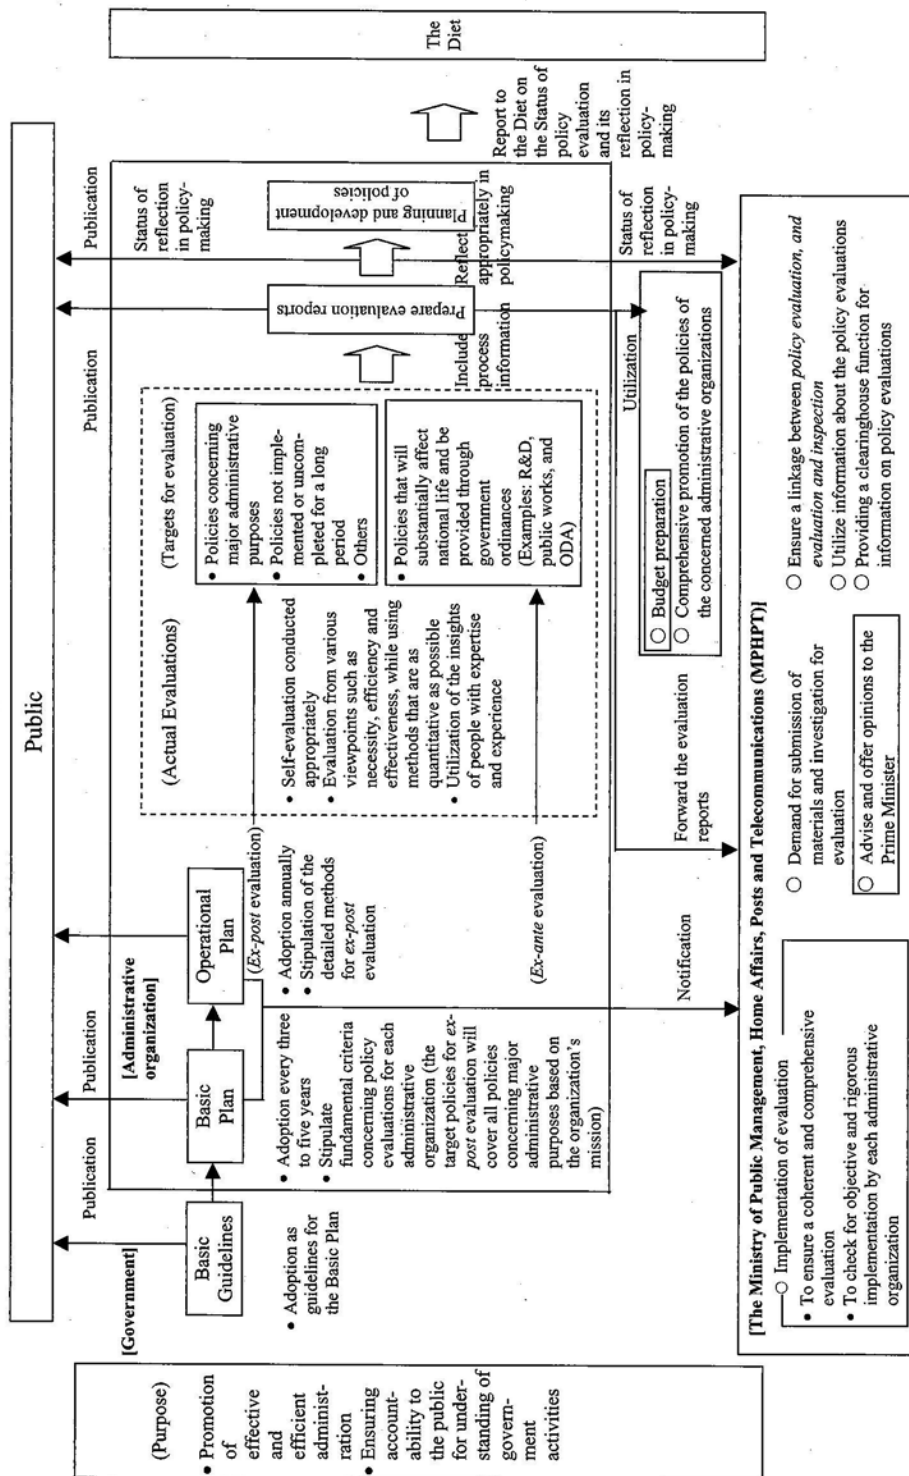 Public
(Purpose)
• Promotion
of
effective
and
efficient
administ-
ration
• Ensuring
account-
ability to
the public
for under-
standing of
govern-
ment
activities
[Government]
Publication
Basic
Guidelines
• Adoption as
guidelines for
the Basic Plan
Publication
[Administrative
organization]
Basic
Plan
• Adoption every three
to five years
• Stipulate
fundamental criteria
concerning policy
evaluations for each
administrative
organization (the
target policies for ex-
post evaluation will
cover all policies
concerning major
administrative
purposes based on
the organization's
mission)
Operational
Plan
(Ex-post evaluation)
• Adoption annually
• Stipulation of the
detailed methods
for ex-post
evaluation
(Ex-ante evaluation)
Notification
(Actual Evaluations)
• Self-evaluation conducted
appropriately
• Evaluation from various
viewpoints such as
necessity, efficiency and
effectiveness, while using
methods that are as
quantitative as possible
• Utilization of the insights
of people with expertise
and experience
(Targets for evaluation)
• Policies concerning
major administrative
purposes
• Policies not imple-
mented or uncom-
pleted for a long
period
• Others
• Policies that will
substantially affect
national life and be
provided through
government
ordinances
(Examples: R&D,
public works, and
ODA)
Forward the evaluation
reports
Publication
Prepare evaluation reports
Include
process
information
Utilization
○ Budget preparation
○ Comprehensive promotion of the policies of
the concerned administrative organizations
Publication
Status of
reflection
in policy-
making
Planning and development
of policies
Reflect
appropriately in
policymaking
Status of
reflection
in policy-
making
Report to
the Diet on
the Status of
policy
evaluation
and its
reflection in
policy-
making
The
Diet
[The Ministry of Public Management, Home Affairs, Posts and Telecommunications (MPHPT)]
○ Implementation of evaluation
• To ensure a coherent and comprehensive
evaluation
• To check for objective and rigorous
implementation by each administrative
organization
○ Demand for submission of
materials and investigation for
evaluation
○ Advise and offer opinions to the
Prime Minister
○ Ensure a linkage between policy evaluation, and
evaluation and inspection
○ Utilize information about the policy evaluations
○ Providing a clearinghouse function for
information on policy evaluations